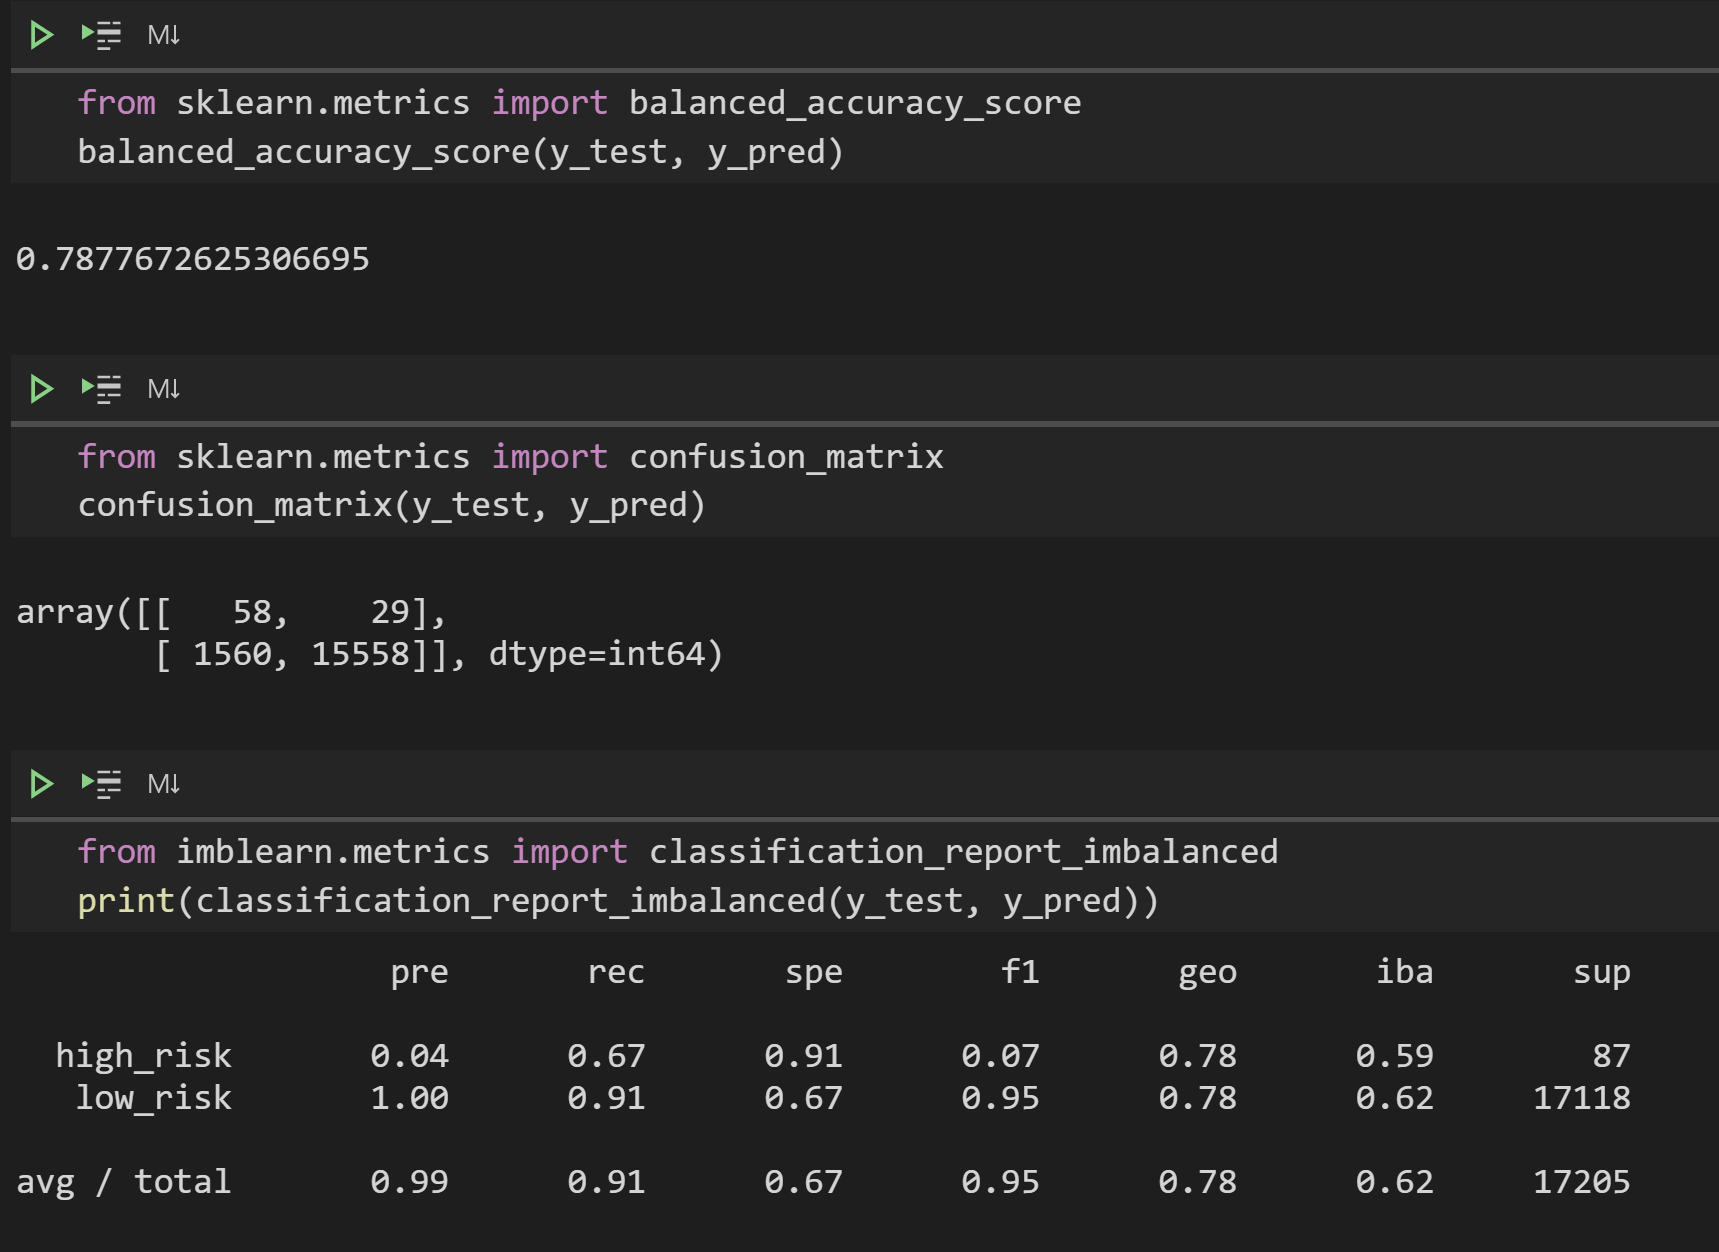 M↓
from sklearn.metrics import balanced_accuracy_score
balanced_accuracy_score(y_test, y_pred)
0.7877672625306695
M↓
from sklearn.metrics import confusion_matrix
confusion_matrix(y_test, y_pred)
array([[   58,    29],
       [ 1560, 15558]], dtype=int64)
M↓
from imblearn.metrics import classification_report_imbalanced
print(classification_report_imbalanced(y_test, y_pred))
                   pre       rec       spe        f1       geo       iba       sup
  high_risk       0.04      0.67      0.91      0.07      0.78      0.59        87
   low_risk       1.00      0.91      0.67      0.95      0.78      0.62     17118
avg / total       0.99      0.91      0.67      0.95      0.78      0.62     17205